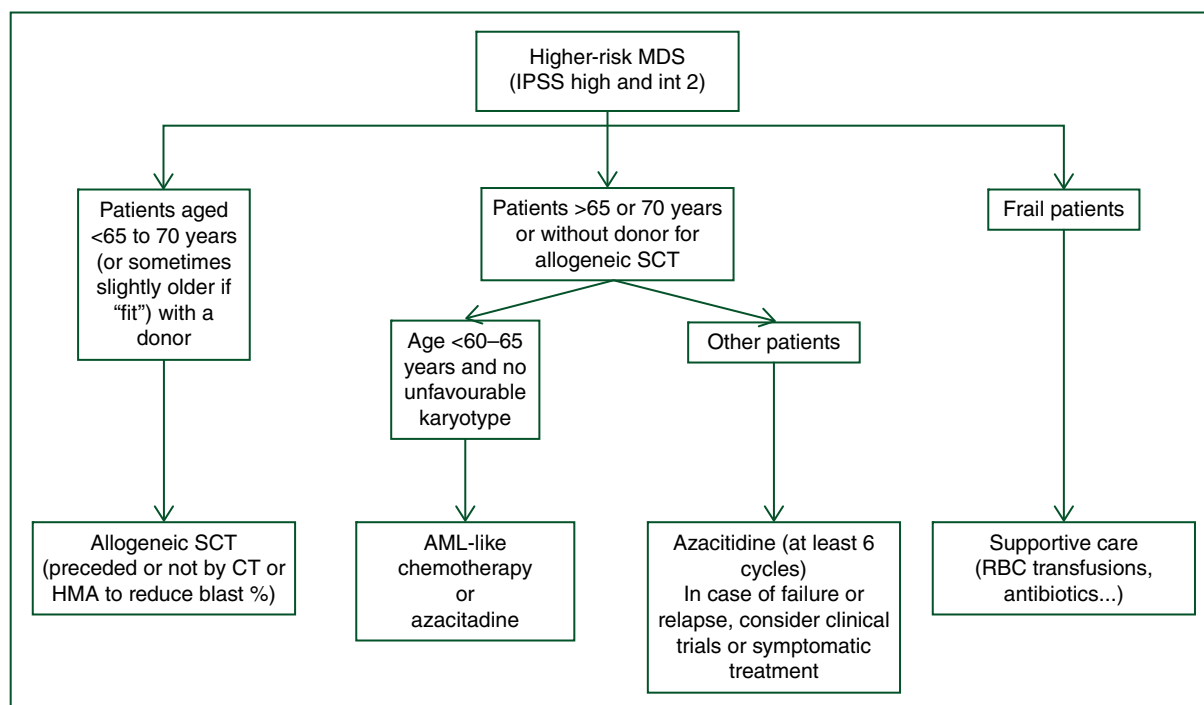 Higher-risk MDS
(IPSS high and int 2)
Patients aged
<65 to 70 years
(or sometimes
slightly older if
“fit”) with a
donor
Patients >65 or 70 years
or without donor for
allogeneic SCT
Frail patients
Age <60–65
years and no
unfavourable
karyotype
Other patients
Allogeneic SCT
(preceded or not by CT or
HMA to reduce blast %)
AML-like
chemotherapy
or
azacitadine
Azacitidine (at least 6
cycles)
In case of failure or
relapse, consider clinical
trials or symptomatic
treatment
Supportive care
(RBC transfusions,
antibiotics...)